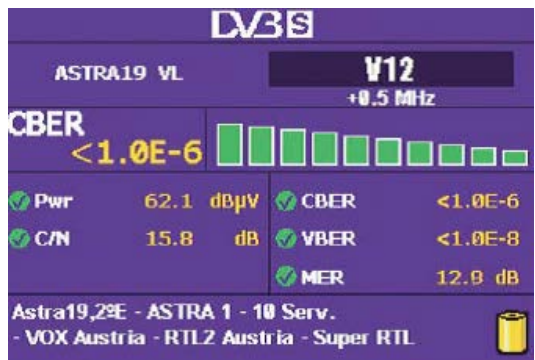 DVB S
ASTRA19 VL
V12
+0.5 MHz
CBER
<1.0E-6
Pwr 62.1 dBµV
CBER <1.0E-6
C/N 15.8 dB
VBER <1.0E-8
MER 12.9 dB
Astra19,2ºE - ASTRA 1 - 10 Serv.
- VOX Austria - RTL2 Austria - Super RTL